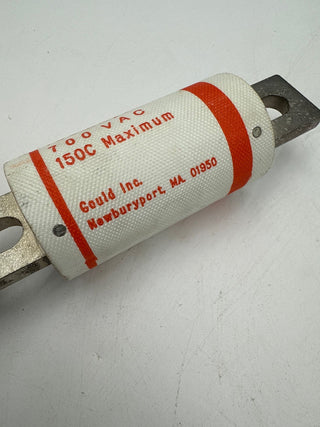 700 VAC
150C Maximum
Gould Inc.
Newburyport, MA. 01950